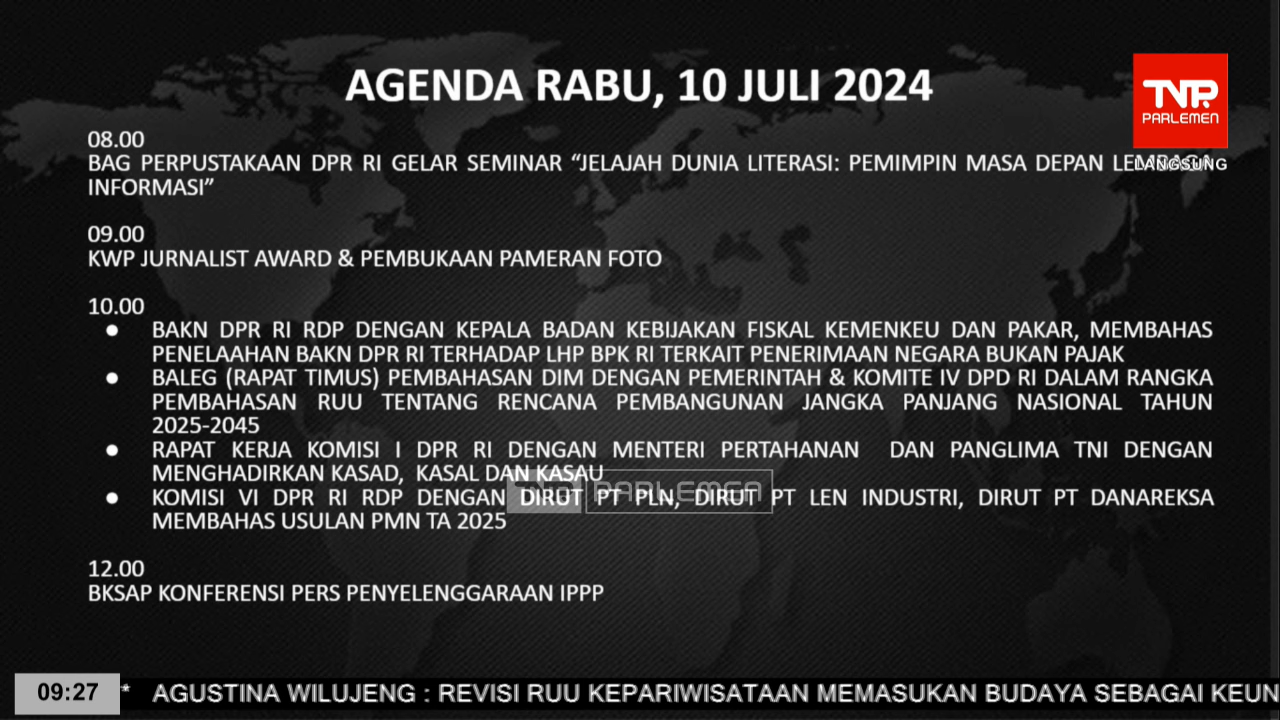 AGENDA RABU, 10 JULI 2024
TVR
PARLEMEN
LANGSUNG
08.00
BAG PERPUSTAKAAN DPR RI GELAR SEMINAR “JELAJAH DUNIA LITERASI: PEMIMPIN MASA DEPAN LEMBAGA
INFORMASI”
09.00
KWP JURNALIST AWARD & PEMBUKAAN PAMERAN FOTO
10.00
● BAKN DPR RI RDP DENGAN KEPALA BADAN KEBIJAKAN FISKAL KEMENKEU DAN PAKAR, MEMBAHAS
PENELAAHAN BAKN DPR RI TERHADAP LHP BPK RI TERKAIT PENERIMAAN NEGARA BUKAN PAJAK
● BALEG (RAPAT TIMUS) PEMBAHASAN DIM DENGAN PEMERINTAH & KOMITE IV DPD RI DALAM RANGKA
PEMBAHASAN RUU TENTANG RENCANA PEMBANGUNAN JANGKA PANJANG NASIONAL TAHUN
2025-2045
● RAPAT KERJA KOMISI I DPR RI DENGAN MENTERI PERTAHANAN DAN PANGLIMA TNI DENGAN
MENGHADIRKAN KASAD, KASAL DAN KASAU
PARLEMEN
● KOMISI VI DPR RI RDP DENGAN DIRUT PT PLN, DIRUT PT LEN INDUSTRI, DIRUT PT DANAREKSA
MEMBAHAS USULAN PMN TA 2025
12.00
BKSAP KONFERENSI PERS PENYELENGGARAAN IPPP
09:27 * AGUSTINA WILUJENG : REVISI RUU KEPARIWISATAAN MEMASUKAN BUDAYA SEBAGAI KEUN